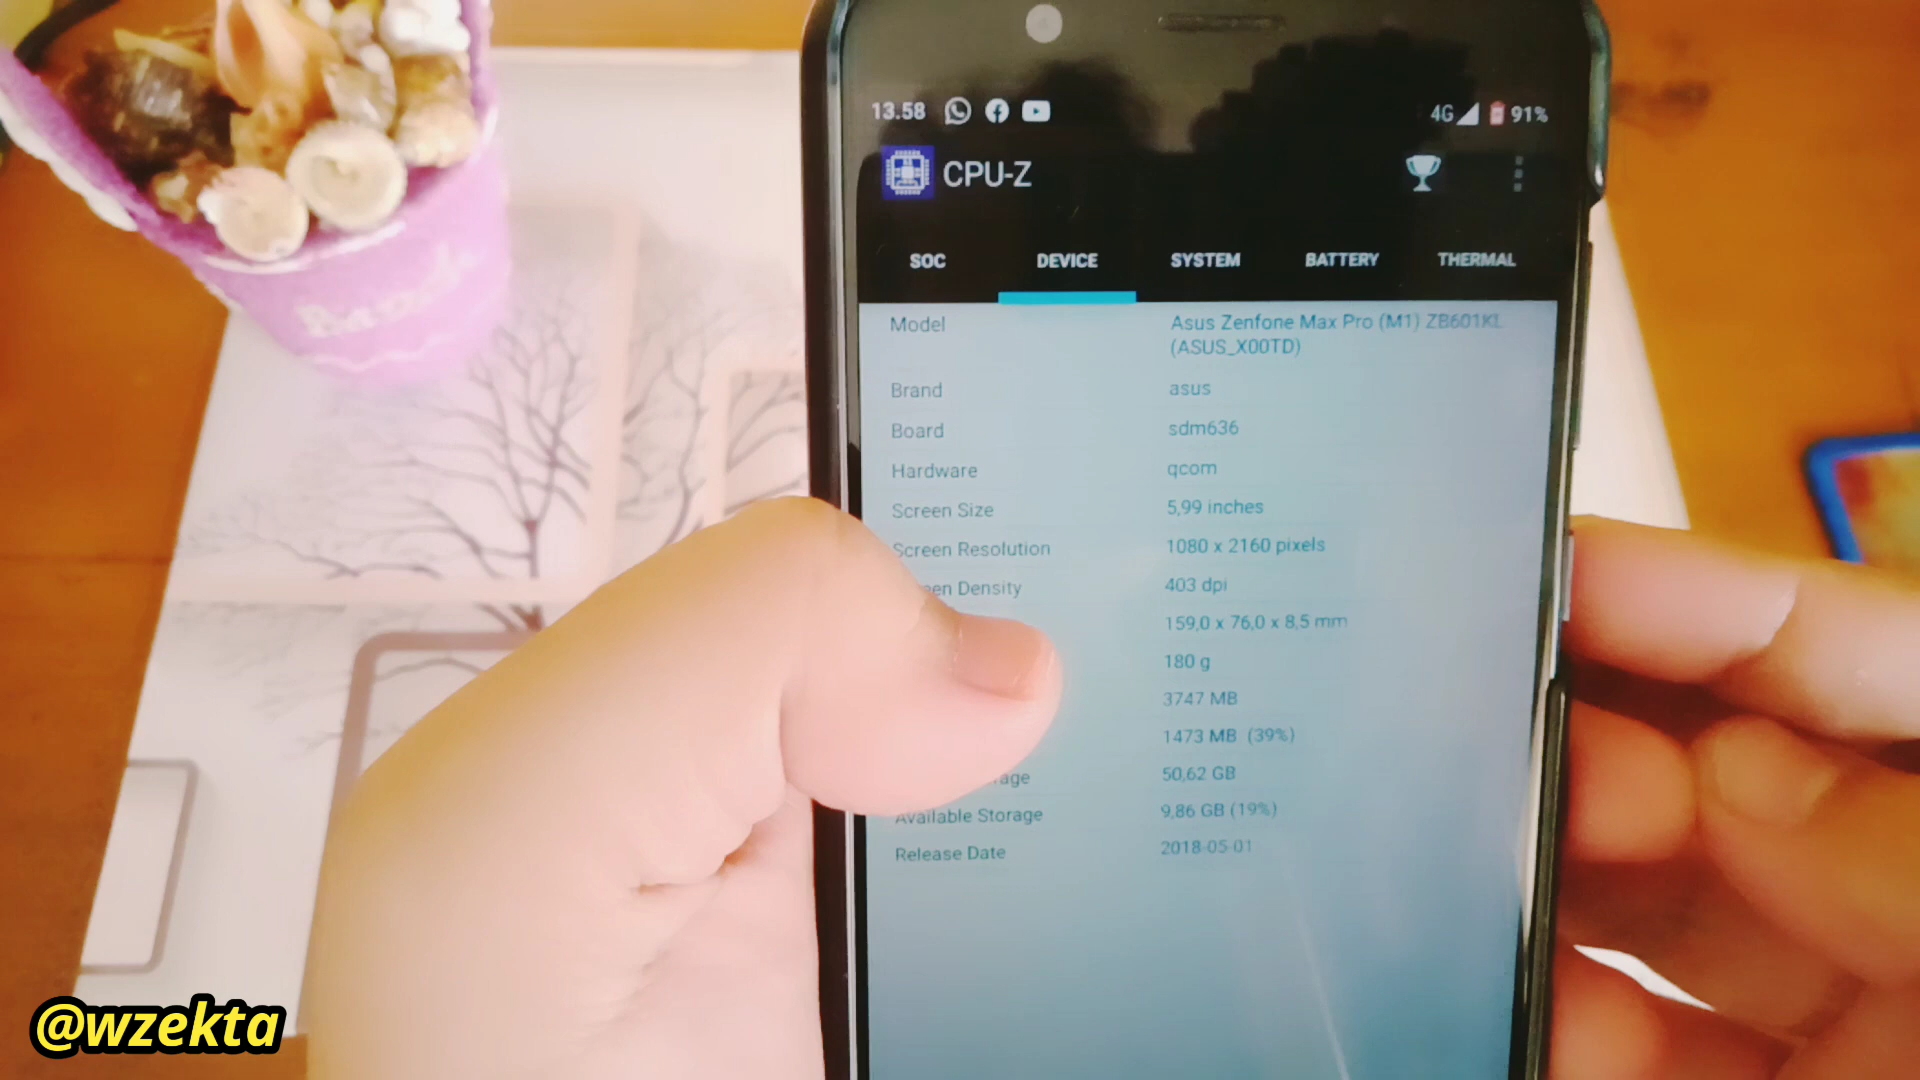 13.58 4G 91%
CPU-Z
SOC DEVICE SYSTEM BATTERY THERMAL
Model Asus Zenfone Max Pro (M1) ZB601KL
(ASUS_X00TD)
Brand asus
Board sdm636
Hardware qcom
Screen Size 5,99 inches
Screen Resolution 1080 x 2160 pixels
Density 403 dpi
159,0 x 76,0 x 8,5 mm
180 g
3747 MB
1473 MB (39%)
50,62 GB
Available Storage 9,86 GB (19%)
Release Date 2018-05-01
@wzekta